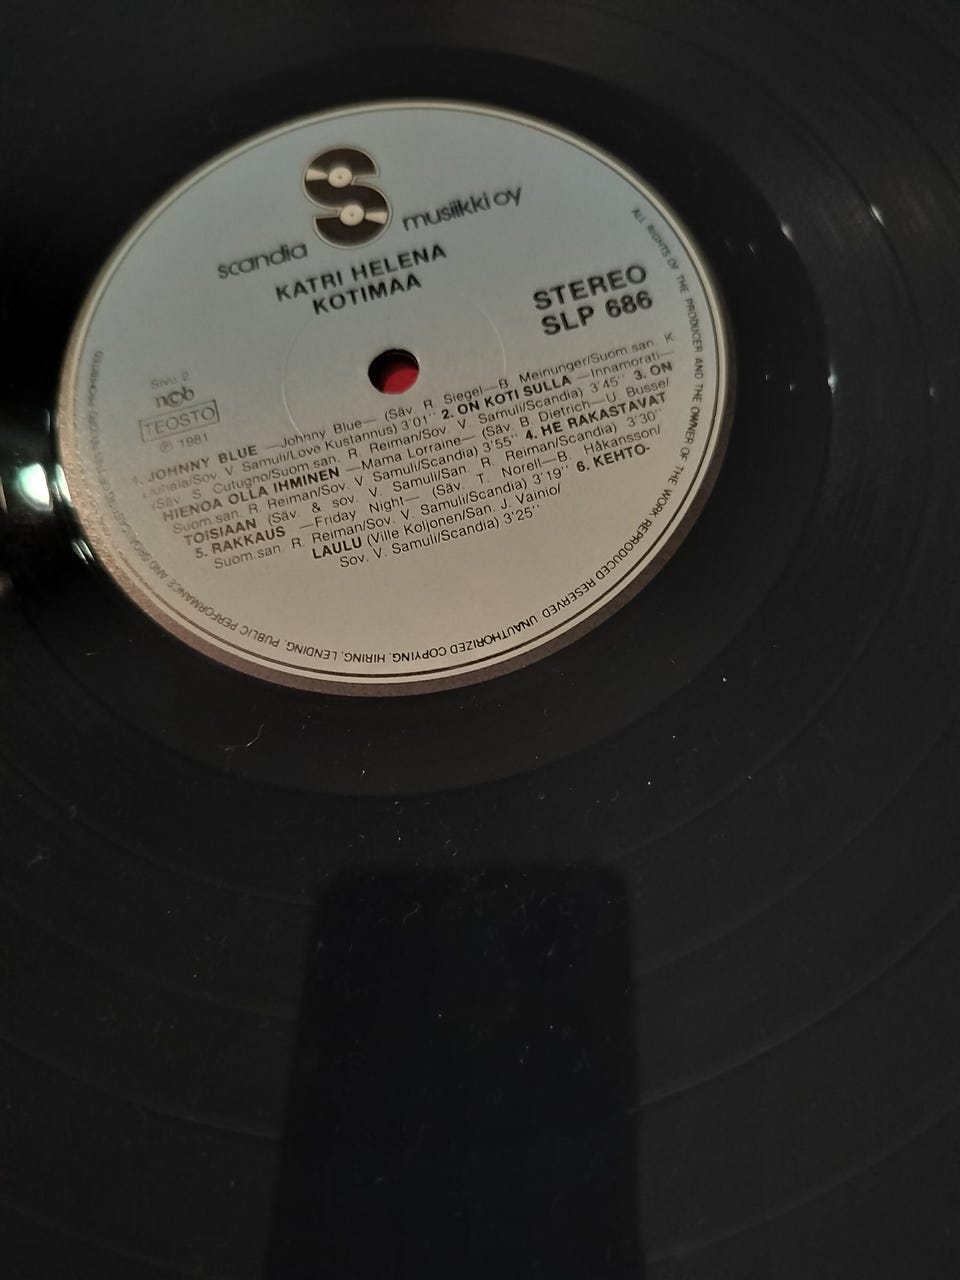 scandia musiikki oy
KATRI HELENA
KOTIMAA
STEREO
SLP 686
Sivu 2
n©b
TEOSTO
℗ 1981
1. JOHNNY BLUE —Johnny Blue— (Säv. R. Siegel—B. Meinunger/Suom.san. K
Juhala/Sov. V. Samuli/Love Kustannus) 3'01'' 2. ON KOTI SULLA —Innamorati—
(Säv. S. Cutugno/Suom.san. R. Reiman/Sov. V. Samuli/Scandia) 3'45'' 3. ON
HIENOA OLLA IHMINEN —Mama Lorraine— (Säv. B. Dietrich—U. Busse/
Suom.san. R. Reiman/Sov. V. Samuli/Scandia) 3'55'' 4. HE RAKASTAVAT
TOISIAAN (Säv. & sov. V. Samuli/San. R. Reiman/Scandia) 3'30''
5. RAKKAUS —Friday Night— (Säv. T. Norell—B. Håkansson/
Suom.san. R. Reiman/Sov. V. Samuli/Scandia) 3'19'' 6. KEHTO-
LAULU (Ville Koljonen/San. J. Vainio/
Sov. V. Samuli/Scandia) 3'25''
ALL RIGHTS OF THE PRODUCER AND THE OWNER OF THE WORK REPRODUCED RESERVED UNAUTHORIZED COPYING, HIRING, LENDING, PUBLIC PERFORMANCE AND